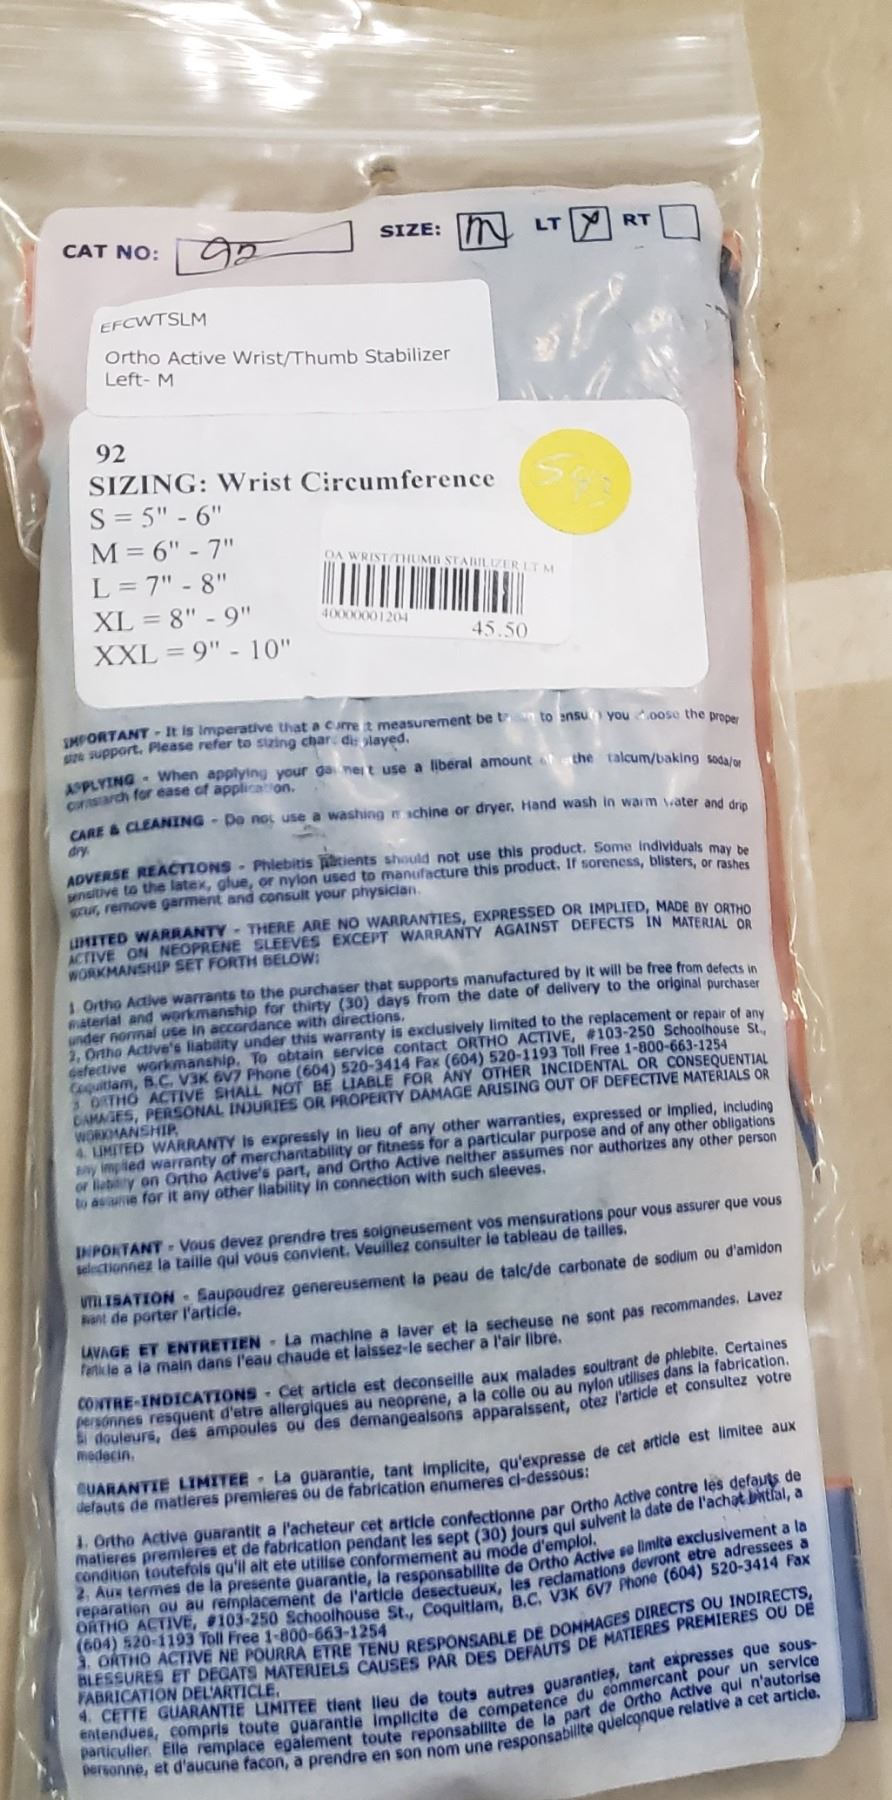 CAT NO: 92 SIZE: M LT X RT
EFCWTSLM
Ortho Active Wrist/Thumb Stabilizer
Left- M
92
SIZING: Wrist Circumference
S = 5" - 6"
M = 6" - 7"
L = 7" - 8"
XL = 8" - 9"
XXL = 9" - 10"
OA WRIST/THUMB STABILIZER LT M
40000001204
45.50
IMPORTANT - It is imperative that a measurement be to you the proper
size support. Please refer to sizing
APPLYING - When applying your use a liberal amount the talcum/baking soda/or
cornstarch for ease of application.
CARE & CLEANING - Do not use a washing machine or dryer. Hand wash in warm water and drip
dry.
ADVERSE REACTIONS - Phlebitis patients should not use this product. Some individuals may be
sensitive to the latex, glue, or nylon used to manufacture this product. If soreness, blisters, or rashes
occur, remove garment and consult your physician.
LIMITED WARRANTY - THERE ARE NO WARRANTIES, EXPRESSED OR IMPLIED, MADE BY ORTHO
ACTIVE ON NEOPRENE SLEEVES EXCEPT WARRANTY AGAINST DEFECTS IN MATERIAL OR
WORKMANSHIP SET FORTH BELOW:
1. Ortho Active warrants to the purchaser that supports manufactured by it will be free from defects in
material and workmanship for thirty (30) days from the date of delivery to the original purchaser
under normal use in accordance with directions.
2. Ortho Active's liability under this warranty is exclusively limited to the replacement or repair of any
defective workmanship. To obtain service contact ORTHO ACTIVE, #103-250 Schoolhouse St.,
Coquitlam, B.C. V3K 6V7 Phone (604) 520-3414 Fax (604) 520-1193 Toll Free 1-800-663-1254
3 ORTHO ACTIVE SHALL NOT BE LIABLE FOR ANY OTHER INCIDENTAL OR CONSEQUENTIAL
DAMAGES, PERSONAL INJURIES OR PROPERTY DAMAGE ARISING OUT OF DEFECTIVE MATERIALS OR
WORKMANSHIP.
4. LIMITED WARRANTY is expressly in lieu of any other warranties, expressed or implied, including
any implied warranty of merchantability or fitness for a particular purpose and of any other obligations
or liability on Ortho Active's part, and Ortho Active neither assumes nor authorizes any other person
to assume for it any other liability in connection with such sleeves.
IMPORTANT - Vous devez prendre tres soigneusement vos mensurations pour vous assurer que vous
selectionnez la taille qui vous convient. Veuillez consulter le tableau de tailles.
UTILISATION - Saupoudrez genereusement la peau de talc/de carbonate de sodium ou d'amidon
avant de porter l'article.
LAVAGE ET ENTRETIEN - La machine a laver et la secheuse ne sont pas recommandes. Lavez
l'article a la main dans l'eau chaude et laissez-le secher a l'air libre.
CONTRE-INDICATIONS - Cet article est deconseille aux malades soultrant de phlebite. Certaines
personnes resquent d'etre allergiques au neoprene, a la colle ou au nylon utilises dans la fabrication.
Si douleurs, des ampoules ou des demangealsons apparaissent, otez l'article et consultez votre
medecin.
GUARANTIE LIMITEE - La guarantie, tant implicite, qu'expresse de cet article est limitee aux
defauts de matieres premieres ou de fabrication enumeres ci-dessous:
1. Ortho Active guarantit a l'acheteur cet article confectionne par Ortho Active contre les defauts de
matieres premieres et de fabrication pendant les sept (30) jours qui suivent la date de l'achat initial, a
condition toutefois qu'il ait ete utilise conformement au mode d'emploi.
2. Aux termes de la presente guarantie, la responsabilite de Ortho Active se limite exclusivement a la
reparation ou au remplacement de l'article desectueux, les reclamations devront etre adressees a
ORTHO ACTIVE, #103-250 Schoolhouse St., Coquitlam, B.C. V3K 6V7 Phone (604) 520-3414 Fax
(604) 520-1193 Toll Free 1-800-663-1254
3. ORTHO ACTIVE NE POURRA ETRE TENU RESPONSABLE DE DOMMAGES DIRECTS OU INDIRECTS,
BLESSURES ET DEGATS MATERIELS CAUSES PAR DES DEFAUTS DE MATIERES PREMIERES OU DE
FABRICATION DEL'ARTICLE.
4. CETTE GUARANTIE LIMITEE tient lieu de touts autres guaranties, tant expresses que sous-
entendues, compris toute guarantie implicite de competence du commercant pour un service
particulier. Elle remplace egalement toute reponsabilite de la part de Ortho Active qui n'autorise
personne, et d'aucune facon, a prendre en son nom une responsabilite quelconque relative a cet article.